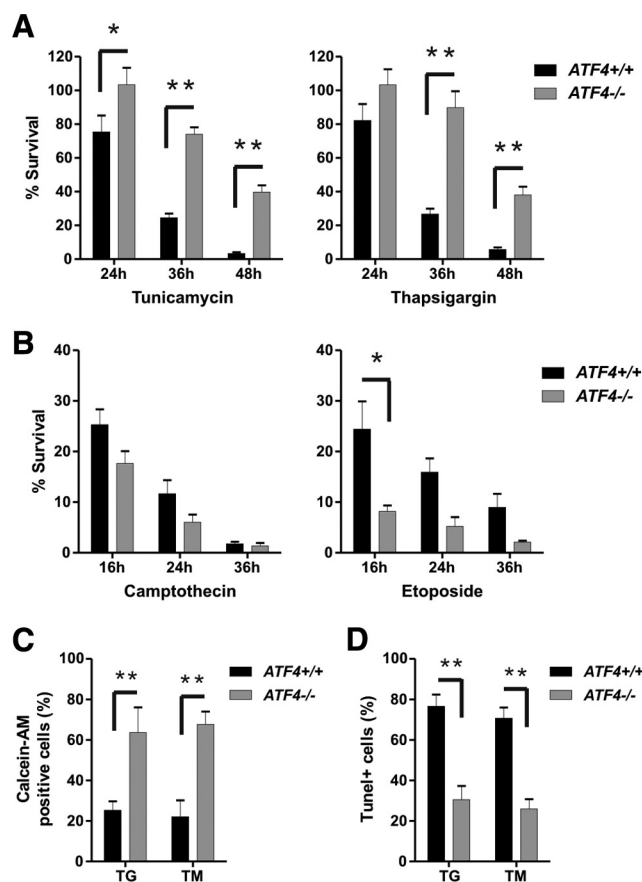 A
% Survival
120
100
80
60
40
20
0
*
**
**
24h 36h 48h
Tunicamycin
120
100
80
60
40
20
0
**
**
24h 36h 48h
Thapsigargin
ATF4+/+
ATF4-/-
B
% Survival
40
30
20
10
0
16h 24h 36h
Camptothecin
40
30
20
10
0
*
16h 24h 36h
Etoposide
ATF4+/+
ATF4-/-
C
Calcein-AM
positive cells (%)
100
80
60
40
20
0
** **
TG TM
ATF4+/+
ATF4-/-
D
Tunel+ cells (%)
100
80
60
40
20
0
** **
TG TM
ATF4+/+
ATF4-/-